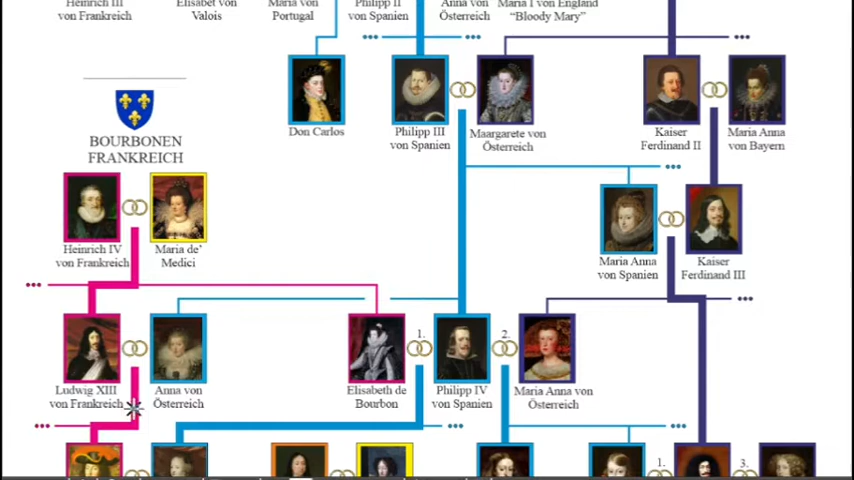 Heinrich III
von Frankreich
Elisabet von
Valois
Maria von
Portugal
Philipp II
von Spanien
Anna von
Österreich
Maria I von England
“Bloody Mary”
Don Carlos
Philipp III
von Spanien
Maargarete von
Österreich
Kaiser
Ferdinand II
Maria Anna
von Bayern
BOURBONEN
FRANKREICH
Heinrich IV
von Frankreich
Maria de’
Medici
Maria Anna
von Spanien
Kaiser
Ferdinand III
1.
2.
Ludwig XIII
von Frankreich
Anna von
Österreich
Elisabeth de
Bourbon
Philipp IV
von Spanien
Maria Anna von
Österreich
1.
3.